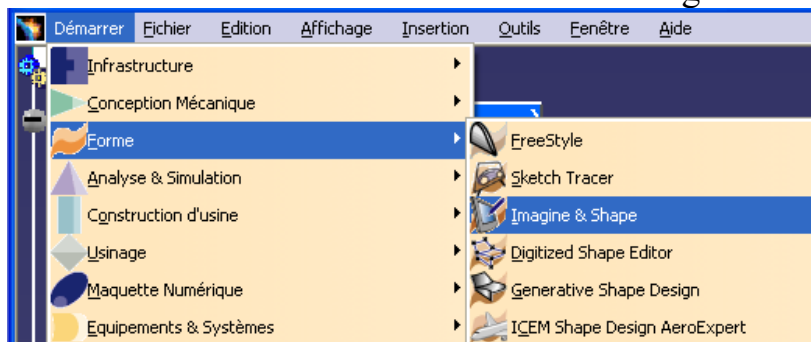 Démarrer Fichier Edition Affichage Insertion Outils Fenêtre Aide
Infrastructure
Conception Mécanique
Forme
Analyse & Simulation
Construction d'usine
Usinage
Maquette Numérique
Equipements & Systèmes
FreeStyle
Sketch Tracer
Imagine & Shape
Digitized Shape Editor
Generative Shape Design
ICEM Shape Design AeroExpert